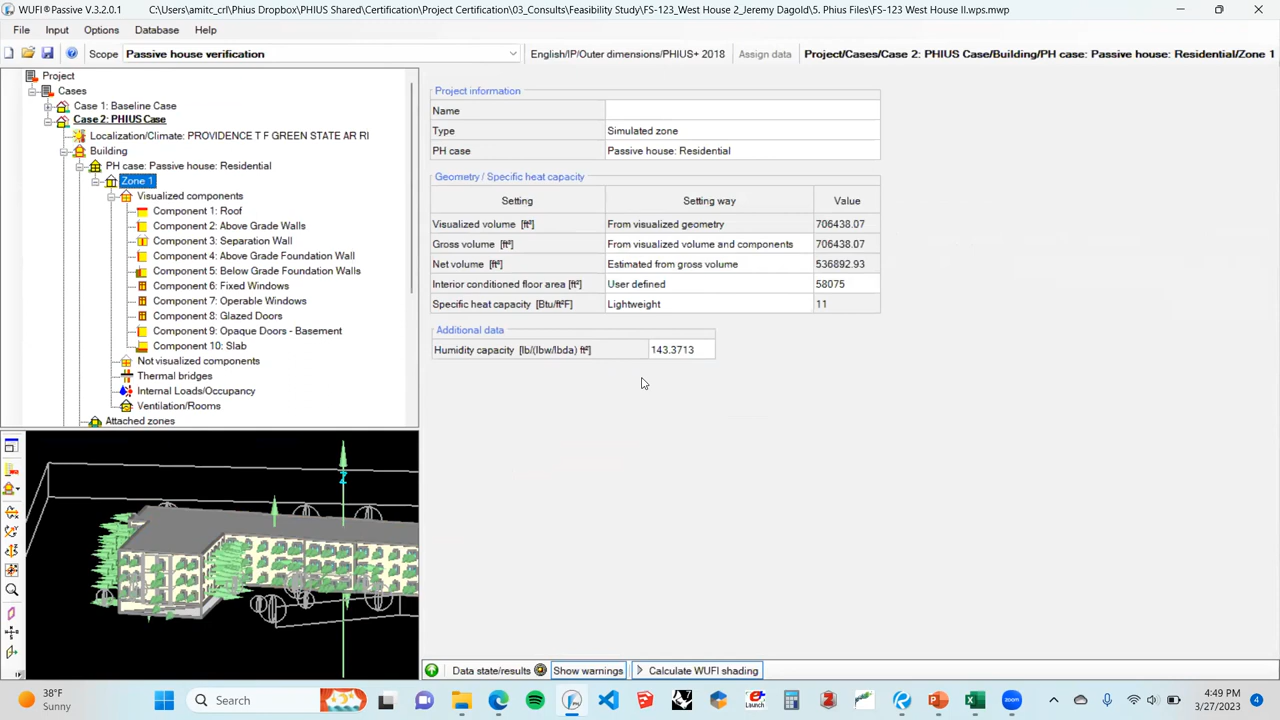 WUFI®Passive V.3.2.0.1 C:\Users\amitc_crl\Phius Dropbox\PHIUS Shared\Certification\Project Certification\03_Consults\Feasibility Study\FS-123_West House 2_Jeremy Dagold\5. Phius Files\FS-123 West House II.wps.mwp
File Input Options Database Help
Scope Passive house verification English/IP/Outer dimensions/PHIUS+ 2018 Assign data Project/Cases/Case 2: PHIUS Case/Building/PH case: Passive house: Residential/Zone 1
Project
Cases
Case 1: Baseline Case
Case 2: PHIUS Case
Localization/Climate: PROVIDENCE T F GREEN STATE AR RI
Building
PH case: Passive house: Residential
Zone 1
Visualized components
Component 1: Roof
Component 2: Above Grade Walls
Component 3: Separation Wall
Component 4: Above Grade Foundation Wall
Component 5: Below Grade Foundation Walls
Component 6: Fixed Windows
Component 7: Operable Windows
Component 8: Glazed Doors
Component 9: Opaque Doors - Basement
Component 10: Slab
Not visualized components
Thermal bridges
Internal Loads/Occupancy
Ventilation/Rooms
Attached zones
Project information
Name
Type Simulated zone
PH case Passive house: Residential
Geometry / Specific heat capacity
Setting Setting way Value
Visualized volume [ft³] From visualized geometry 706438.07
Gross volume [ft³] From visualized volume and components 706438.07
Net volume [ft³] Estimated from gross volume 536892.93
Interior conditioned floor area [ft²] User defined 58075
Specific heat capacity [Btu/ft²F] Lightweight 11
Additional data
Humidity capacity [lb/(lbw/lbda) ft²] 143.3713
Z
Data state/results Show warnings Calculate WUFI shading
38°F
Sunny
Search
Launch
4:49 PM
3/27/2023
4